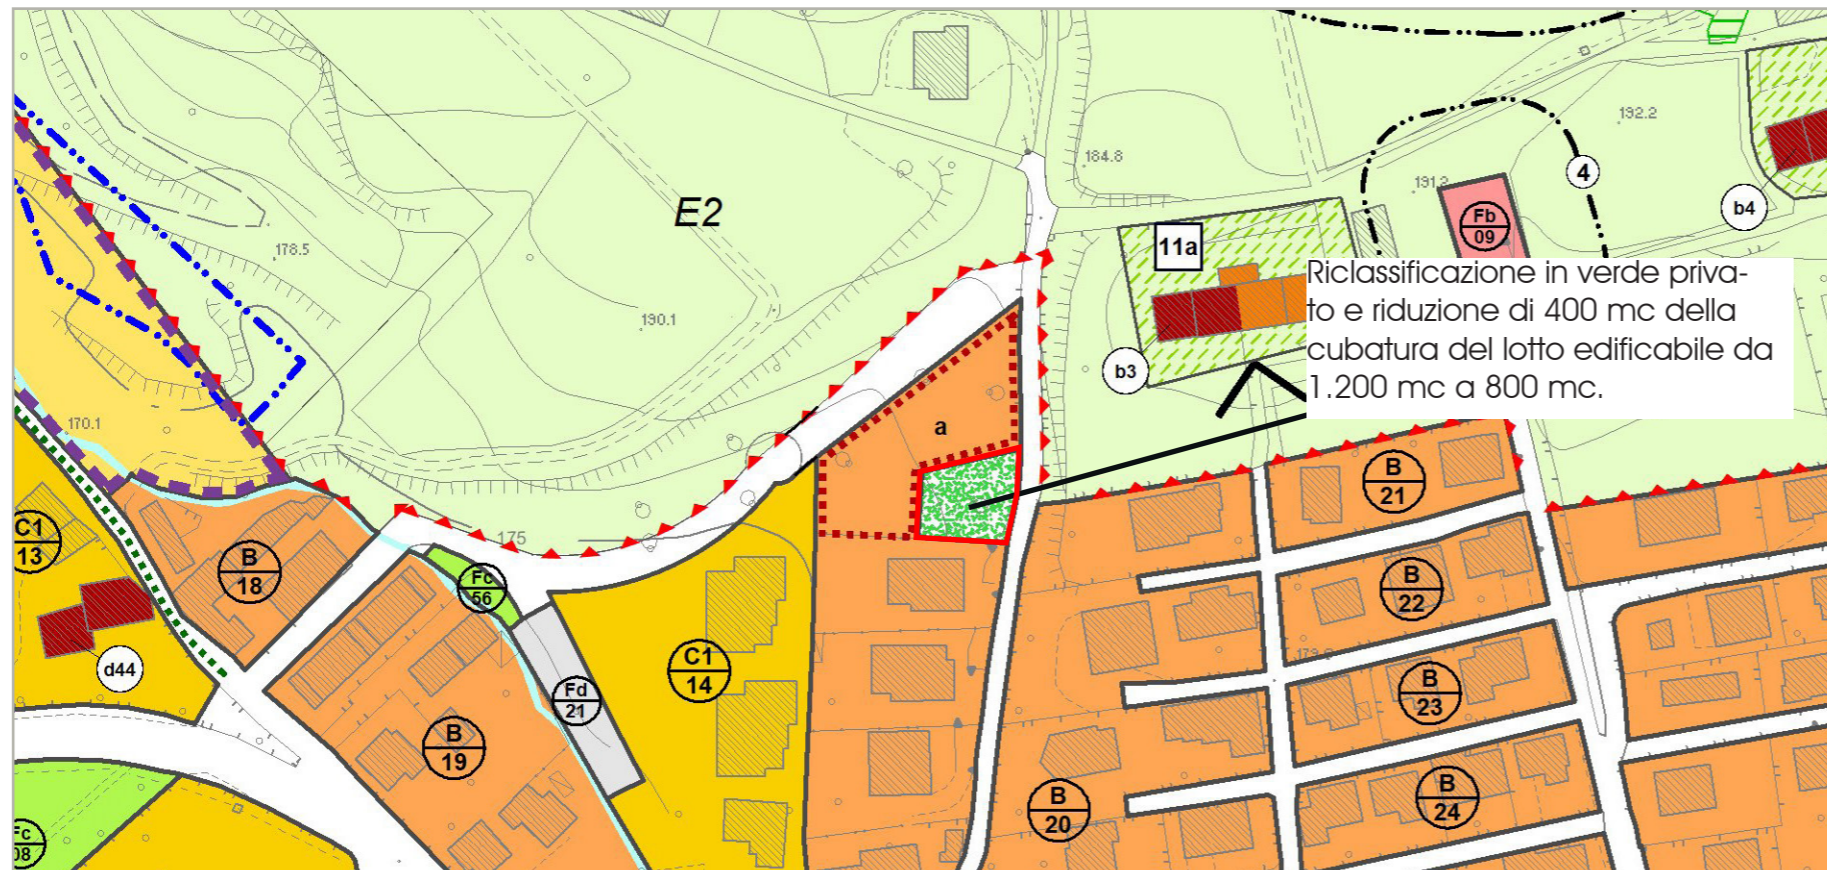 E2
192.2
184.8
191.2
4
b4
Fb
09
11a
178.5
190.1
b3
Riclassificazione in verde priva-
to e riduzione di 400 mc della
cubatura del lotto edificabile da
1.200 mc a 800 mc.
170.1
a
175
B
21
C1
13
B
18
Fc
56
B
22
d44
C1
14
Fd
21
B
23
B
19
B
20
B
24
Fc
08